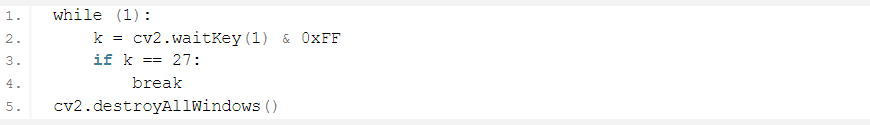 1. while (1):
2.     k = cv2.waitKey(1) & 0xFF
3.     if k == 27:
4.         break
5. cv2.destroyAllWindows()